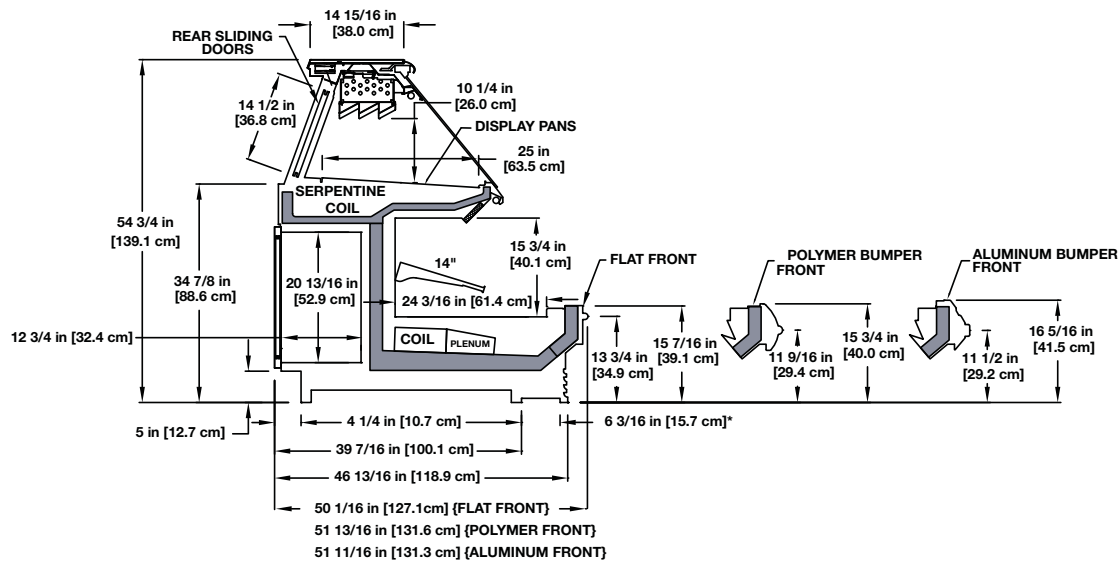 14 15/16 in
[38.0 cm]
REAR SLIDING
DOORS
10 1/4 in
[26.0 cm]
14 1/2 in
[36.8 cm]
DISPLAY PANS
25 in
[63.5 cm]
SERPENTINE
COIL
54 3/4 in
[139.1 cm]
15 3/4 in
[40.1 cm]
FLAT FRONT
POLYMER BUMPER
FRONT
ALUMINUM BUMPER
FRONT
34 7/8 in
[88.6 cm]
20 13/16 in
[52.9 cm]
14"
24 3/16 in [61.4 cm]
12 3/4 in [32.4 cm]
COIL
PLENUM
13 3/4 in
[34.9 cm]
15 7/16 in
[39.1 cm]
11 9/16 in
[29.4 cm]
15 3/4 in
[40.0 cm]
11 1/2 in
[29.2 cm]
16 5/16 in
[41.5 cm]
5 in [12.7 cm]
4 1/4 in [10.7 cm]
6 3/16 in [15.7 cm]*
39 7/16 in [100.1 cm]
46 13/16 in [118.9 cm]
50 1/16 in [127.1cm] {FLAT FRONT}
51 13/16 in [131.6 cm] {POLYMER FRONT}
51 11/16 in [131.3 cm] {ALUMINUM FRONT}